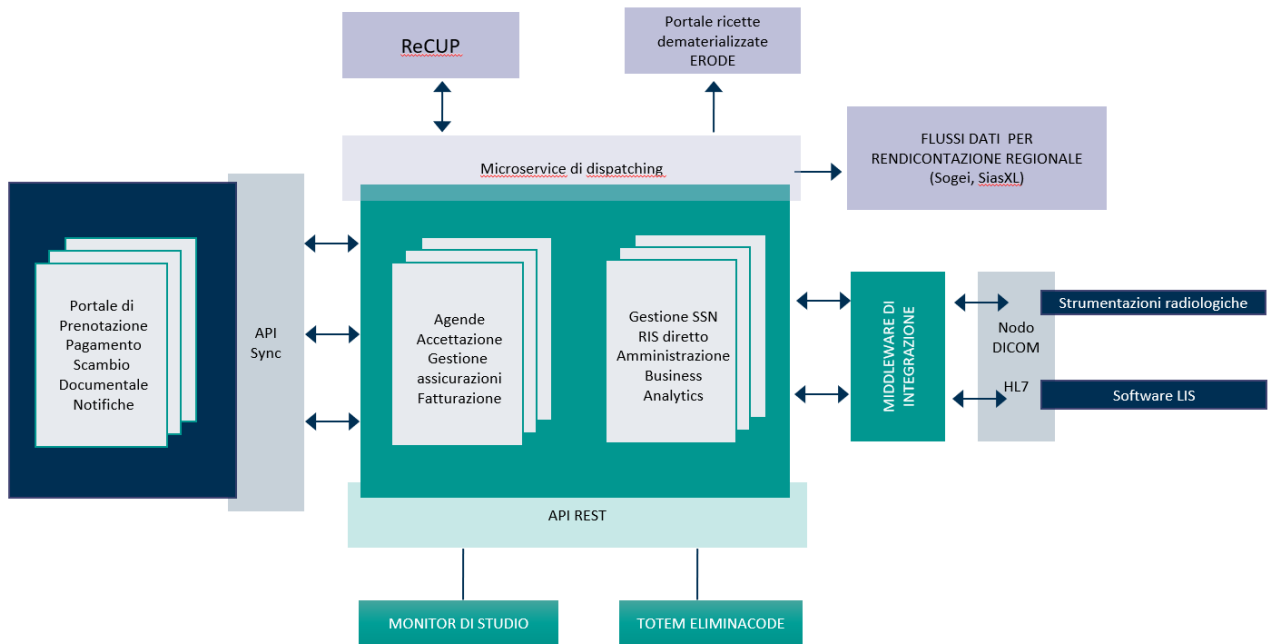 ReCUP
Portale ricette
dematerializzate
ERODE
FLUSSI DATI PER
RENDICONTAZIONE REGIONALE
(Sogei, SiasXL)
Microservice di dispatching
Portale di
Prenotazione
Pagamento
Scambio
Documentale
Notifiche
API
Sync
Agende
Accettazione
Gestione
assicurazioni
Fatturazione
Gestione SSN
RIS diretto
Amministrazione
Business
Analytics
MIDDLEWARE DI
INTEGRAZIONE
Nodo
DICOM
HL7
Strumentazioni radiologiche
Software LIS
API REST
MONITOR DI STUDIO
TOTEM ELIMINACODE